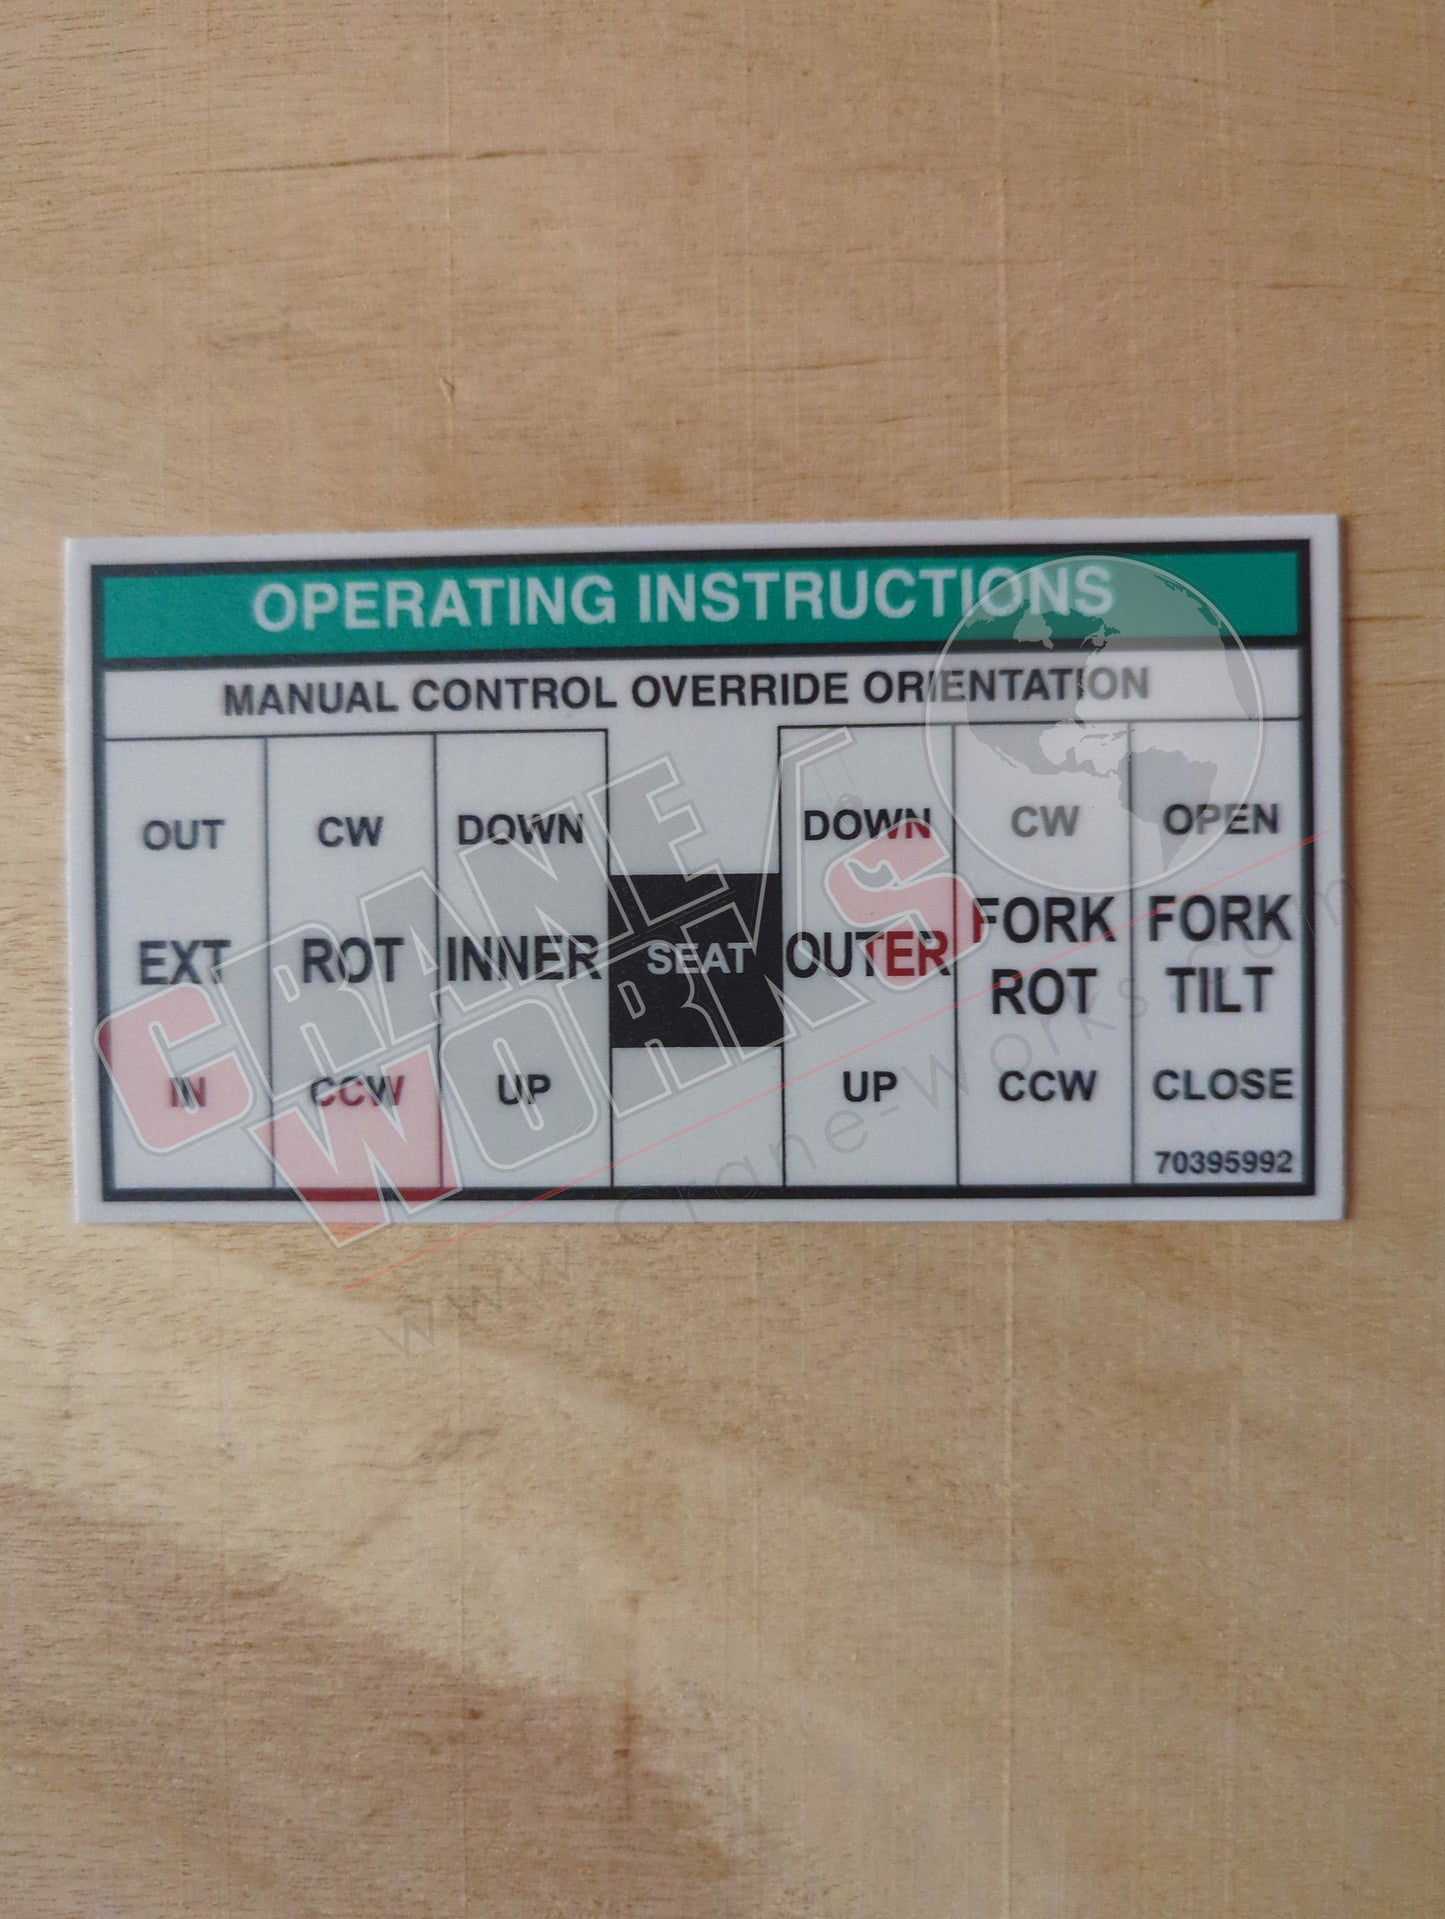 OPERATING INSTRUCTIONS
MANUAL CONTROL OVERRIDE ORIENTATION
OUT CW DOWN DOWN CW OPEN
EXT ROT INNER SEAT OUTER FORK ROT FORK TILT
IN CCW UP UP CCW CLOSE
70395992
CRANE
WORKS
www.crane-works.com